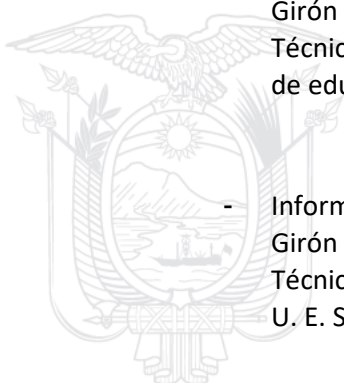 Girón
Técnic
de edu
- Inform
Girón
Técnic
U. E. S